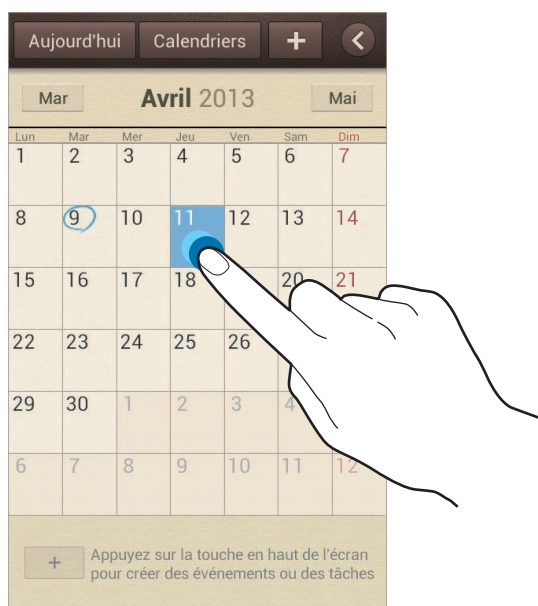 Aujourd'hui Calendriers +
Mar Avril 2013 Mai
Lun Mar Mer Jeu Ven Sam Dim
1 2 3 4 5 6 7
8 9 10 11 12 13 14
15 16 17 18 20 21
22 23 24 25 26
29 30 1 2 3 4
6 7 8 9 10 11 12
+ Appuyez sur la touche en haut de l'écran
pour créer des événements ou des tâches